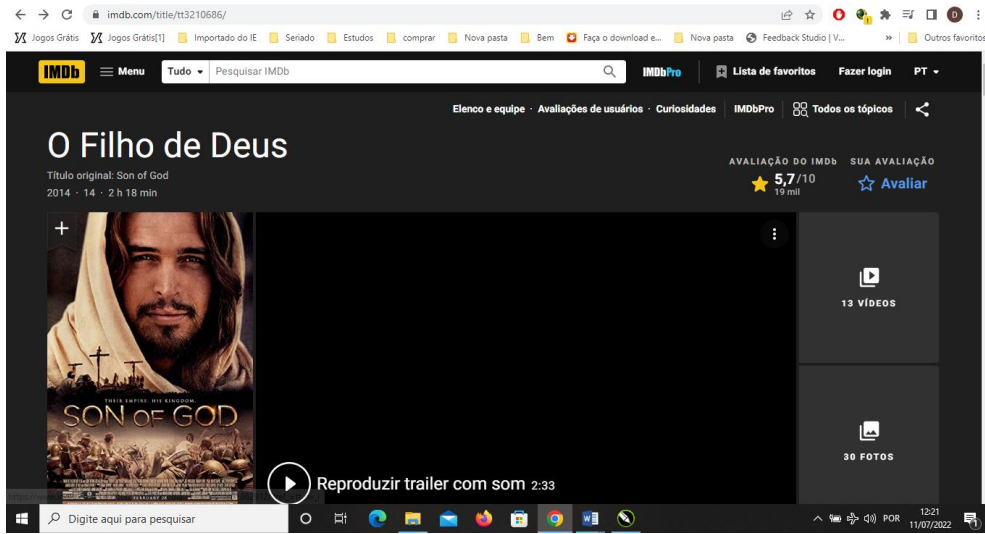 imdb.com/title/tt3210686/
Jogos Grátis Jogos Grátis[1] Importado do IE Seriado Estudos comprar Nova pasta Bem Faça o download e... Nova pasta Feedback Studio | V... » Outros favoritos
IMDb Menu Tudo Pesquisar IMDb IMDbPro Lista de favoritos Fazer login PT
Elenco e equipe · Avaliações de usuários · Curiosidades IMDbPro Todos os tópicos
O Filho de Deus
Título original: Son of God
2014 · 14 · 2 h 18 min
AVALIAÇÃO DO IMDb SUA AVALIAÇÃO
5,7/10 Avaliar
19 mil
13 VÍDEOS
THEIR EMPIRE. HIS KINGDOM.
SON OF GOD
FEBRUARY 28
30 FOTOS
Reproduzir trailer com som 2:33
Digite aqui para pesquisar
POR
12:21
11/07/2022